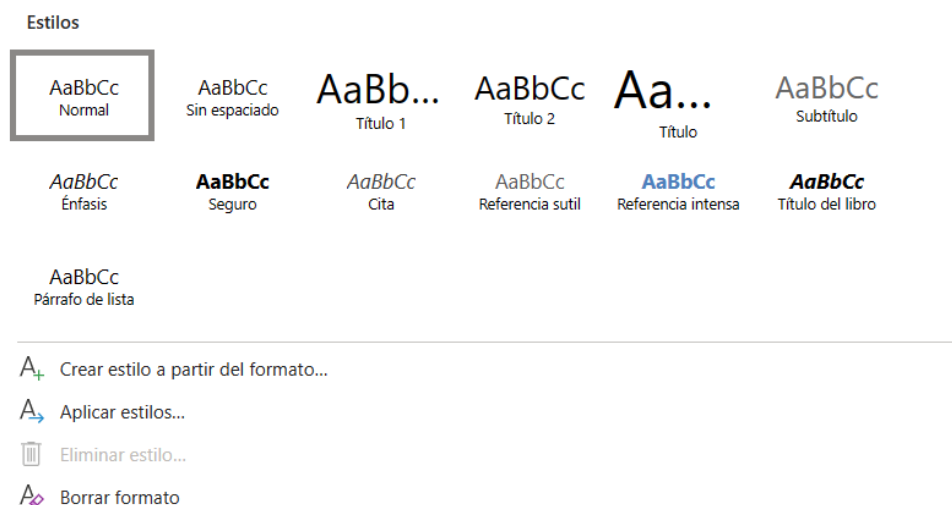 Estilos
AaBbCc AaBbCc AaBb... AaBbCc Aa... AaBbCc
Normal Sin espaciado Título 1 Título 2 Título Subtítulo
AaBbCc AaBbCc AaBbCc AaBbCc AaBbCc AaBbCc
Énfasis Seguro Cita Referencia sutil Referencia intensa Título del libro
AaBbCc
Párrafo de lista
Crear estilo a partir del formato...
Aplicar estilos...
Eliminar estilo...
Borrar formato